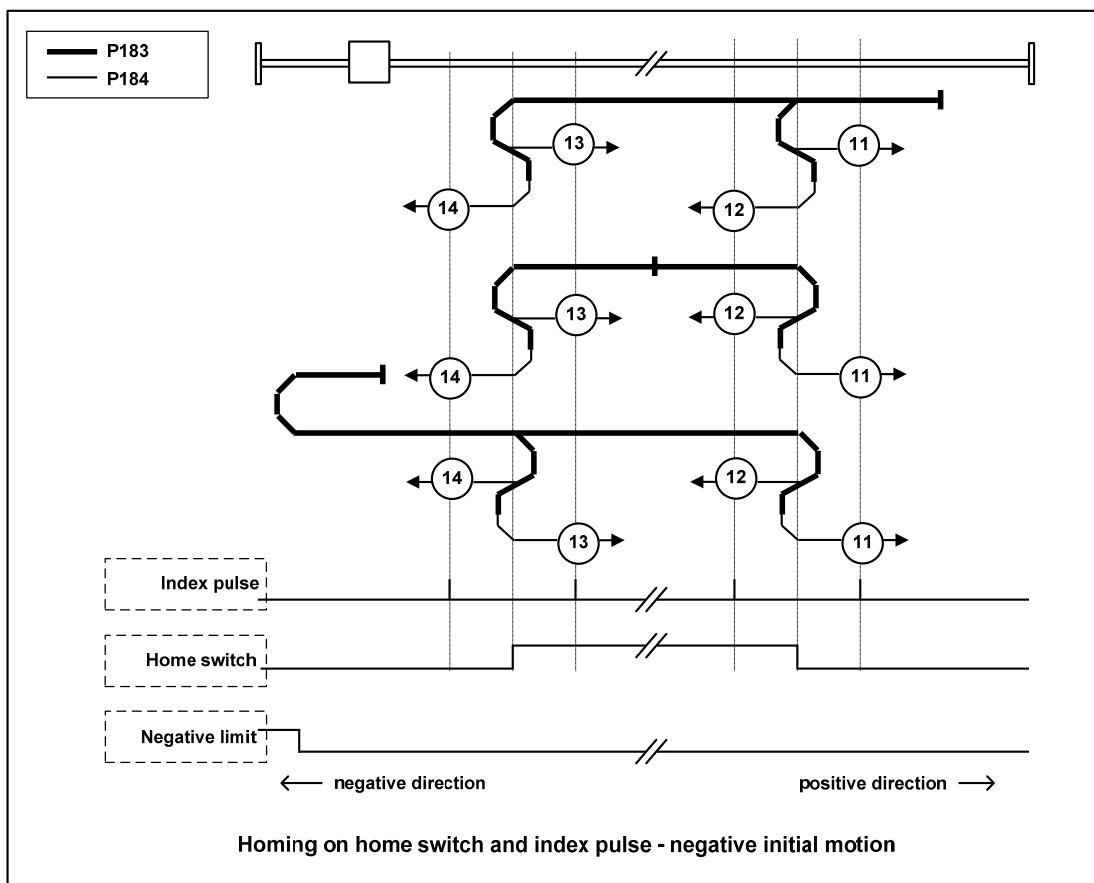 P183
P184
13
11
14
12
13
12
14
11
14
12
13
11
Index pulse
Home switch
Negative limit
negative direction
positive direction
Homing on home switch and index pulse - negative initial motion